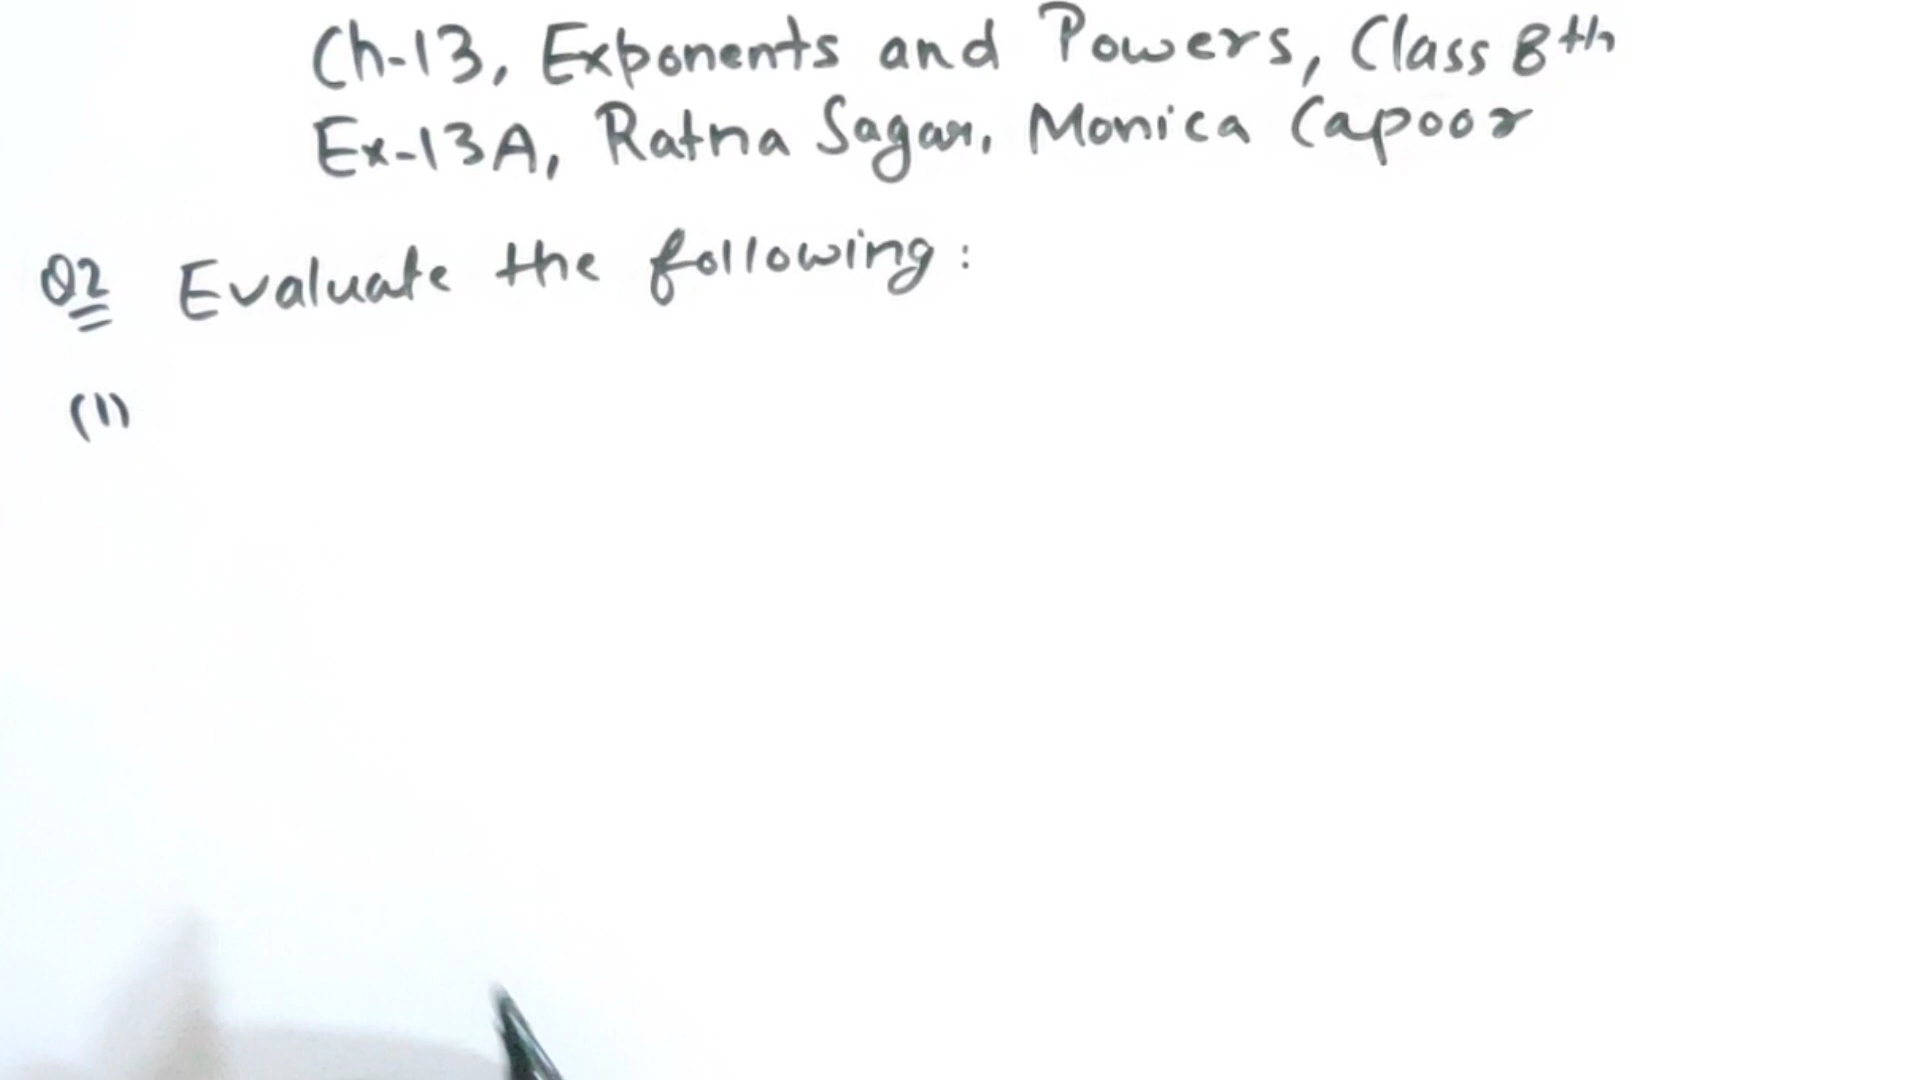 Ch-13, Exponents and Powers, Class 8th
Ex-13A, Ratna Sagar, Monica Capoor
Q2 Evaluate the following:
(1)